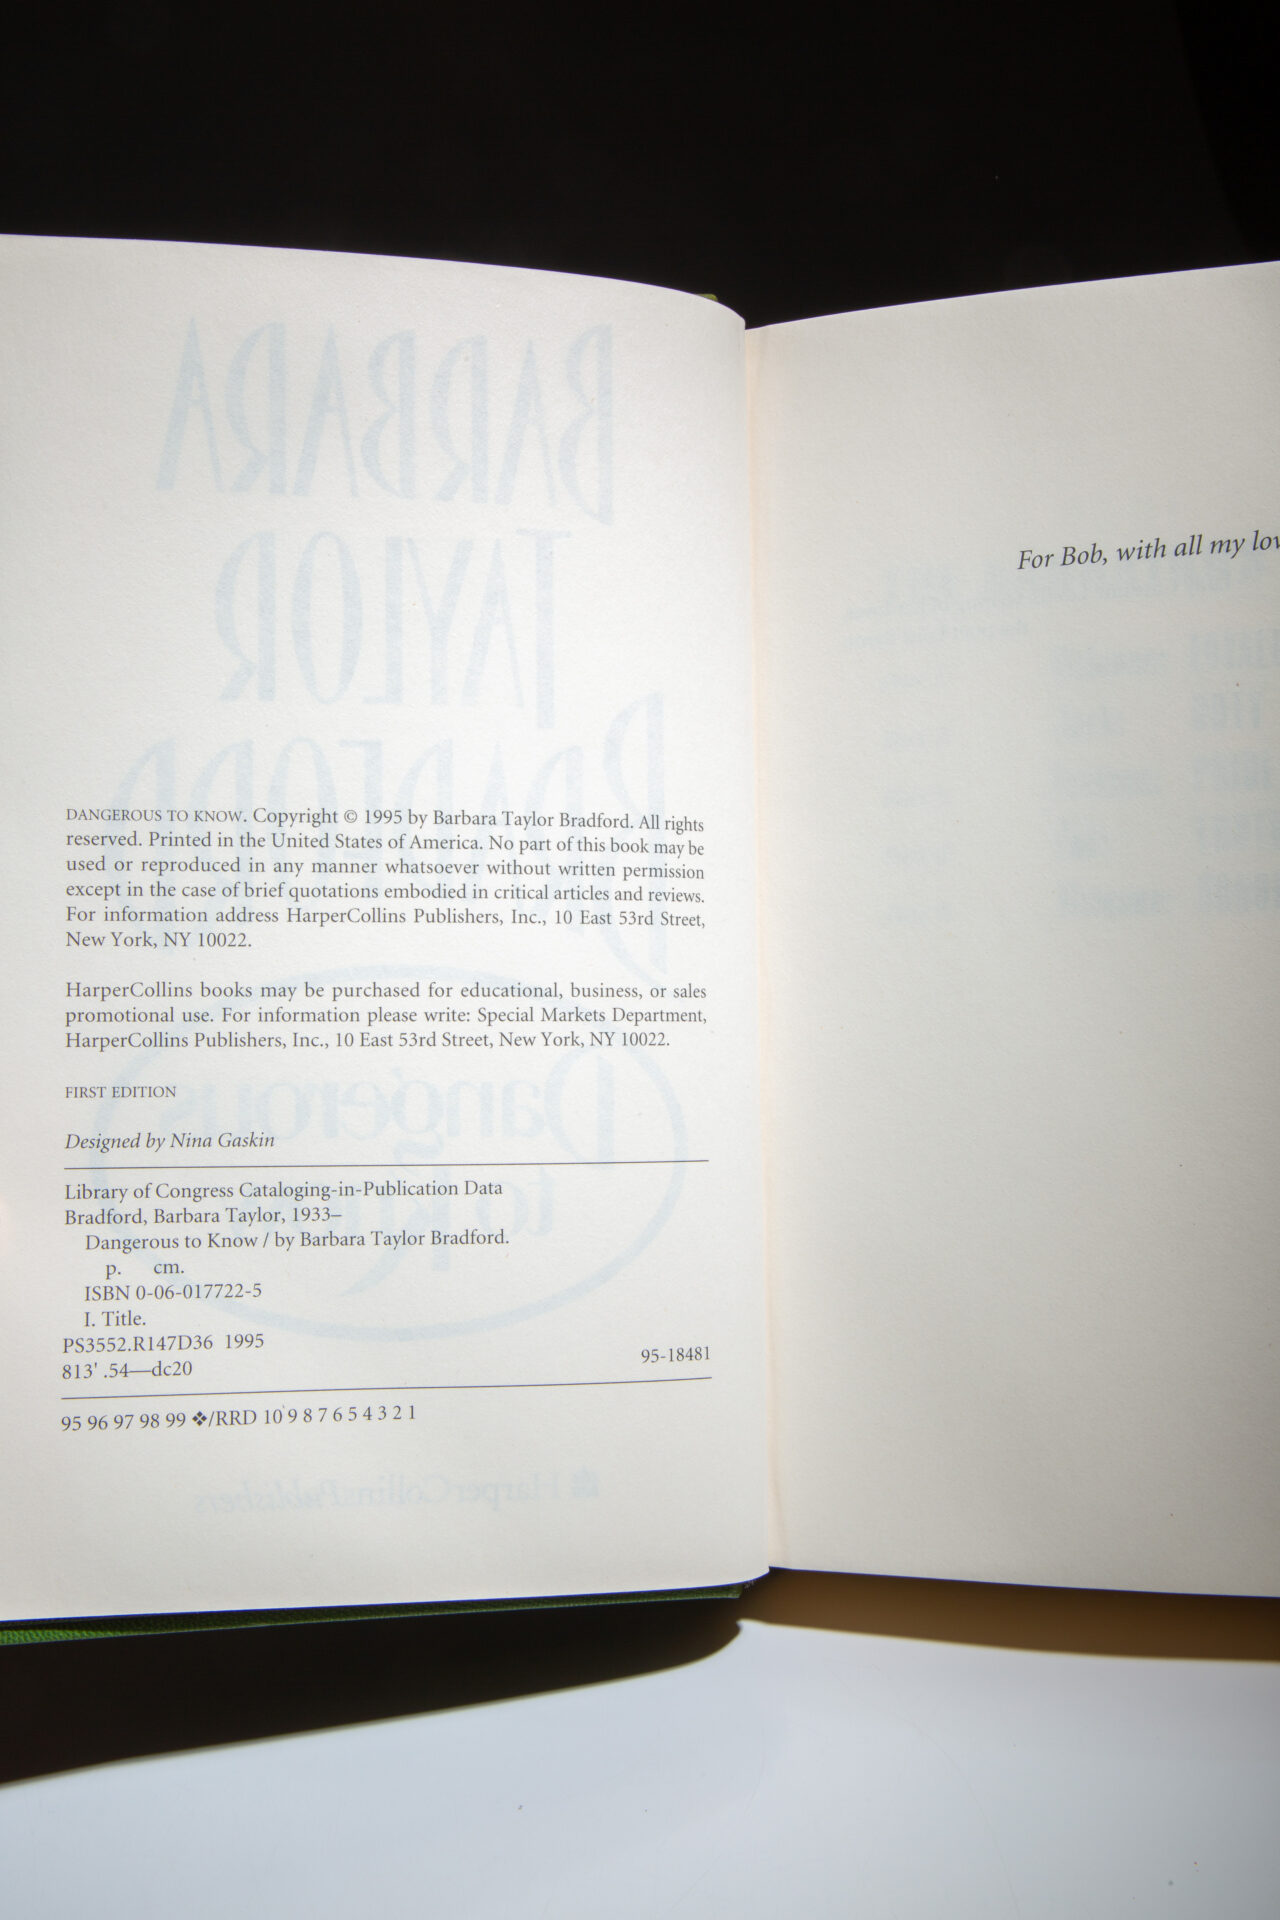 DANGEROUS TO KNOW. Copyright © 1995 by Barbara Taylor Bradford. All rights
reserved. Printed in the United States of America. No part of this book may be
used or reproduced in any manner whatsoever without written permission
except in the case of brief quotations embodied in critical articles and reviews.
For information address HarperCollins Publishers, Inc., 10 East 53rd Street,
New York, NY 10022.
HarperCollins books may be purchased for educational, business, or sales
promotional use. For information please write: Special Markets Department,
HarperCollins Publishers, Inc., 10 East 53rd Street, New York, NY 10022.
FIRST EDITION
Designed by Nina Gaskin
Library of Congress Cataloging-in-Publication Data
Bradford, Barbara Taylor, 1933–
Dangerous to Know / by Barbara Taylor Bradford.
p. cm.
ISBN 0-06-017722-5
I. Title.
PS3552.R147D36 1995
813'.54—dc20 95-18481
95 96 97 98 99 ❖/RRD 10 9 8 7 6 5 4 3 2 1
For Bob, with all my lov
BARBARA
TAYLOR
BRADFORD
Dangerous
to Know
HarperCollinsPublishers